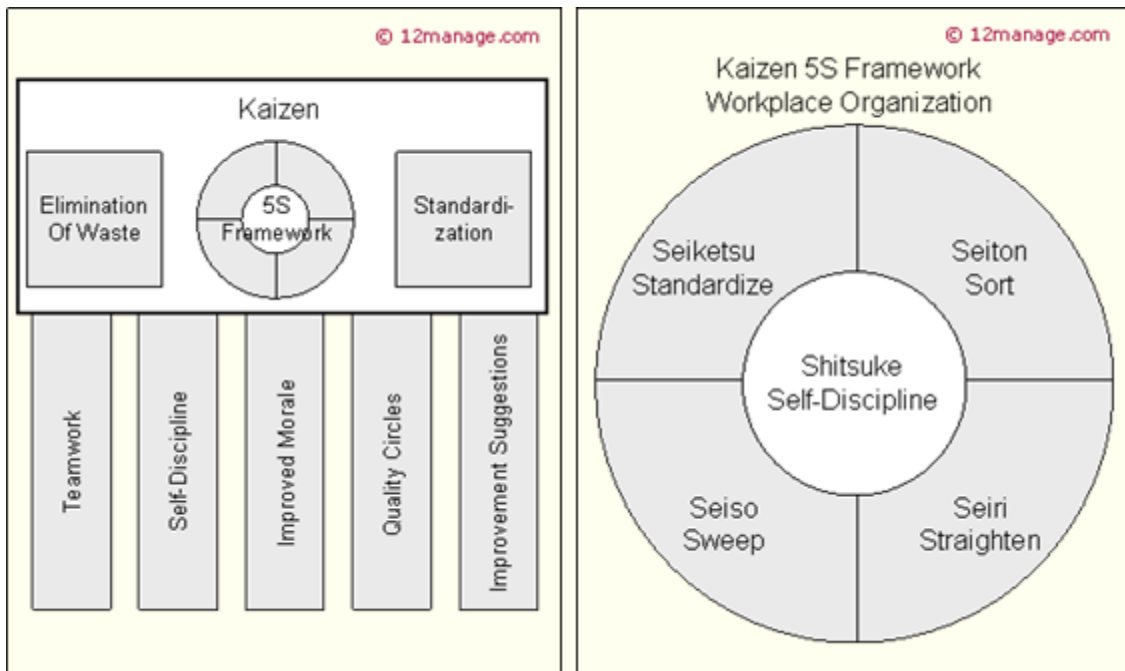 © 12manage.com
Kaizen
Elimination
Of Waste
5S
Framework
Standardi-
zation
Teamwork
Self-Discipline
Improved Morale
Quality Circles
Improvement Suggestions
© 12manage.com
Kaizen 5S Framework
Workplace Organization
Seiketsu
Standardize
Seiton
Sort
Shitsuke
Self-Discipline
Seiso
Sweep
Seiri
Straighten